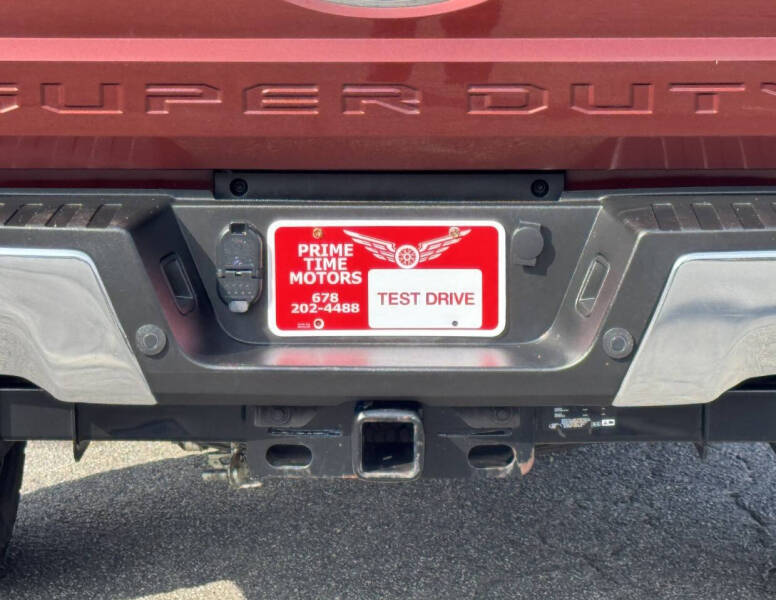 SUPER DUTY
PRIME
TIME
MOTORS
678
202-4488
TEST DRIVE